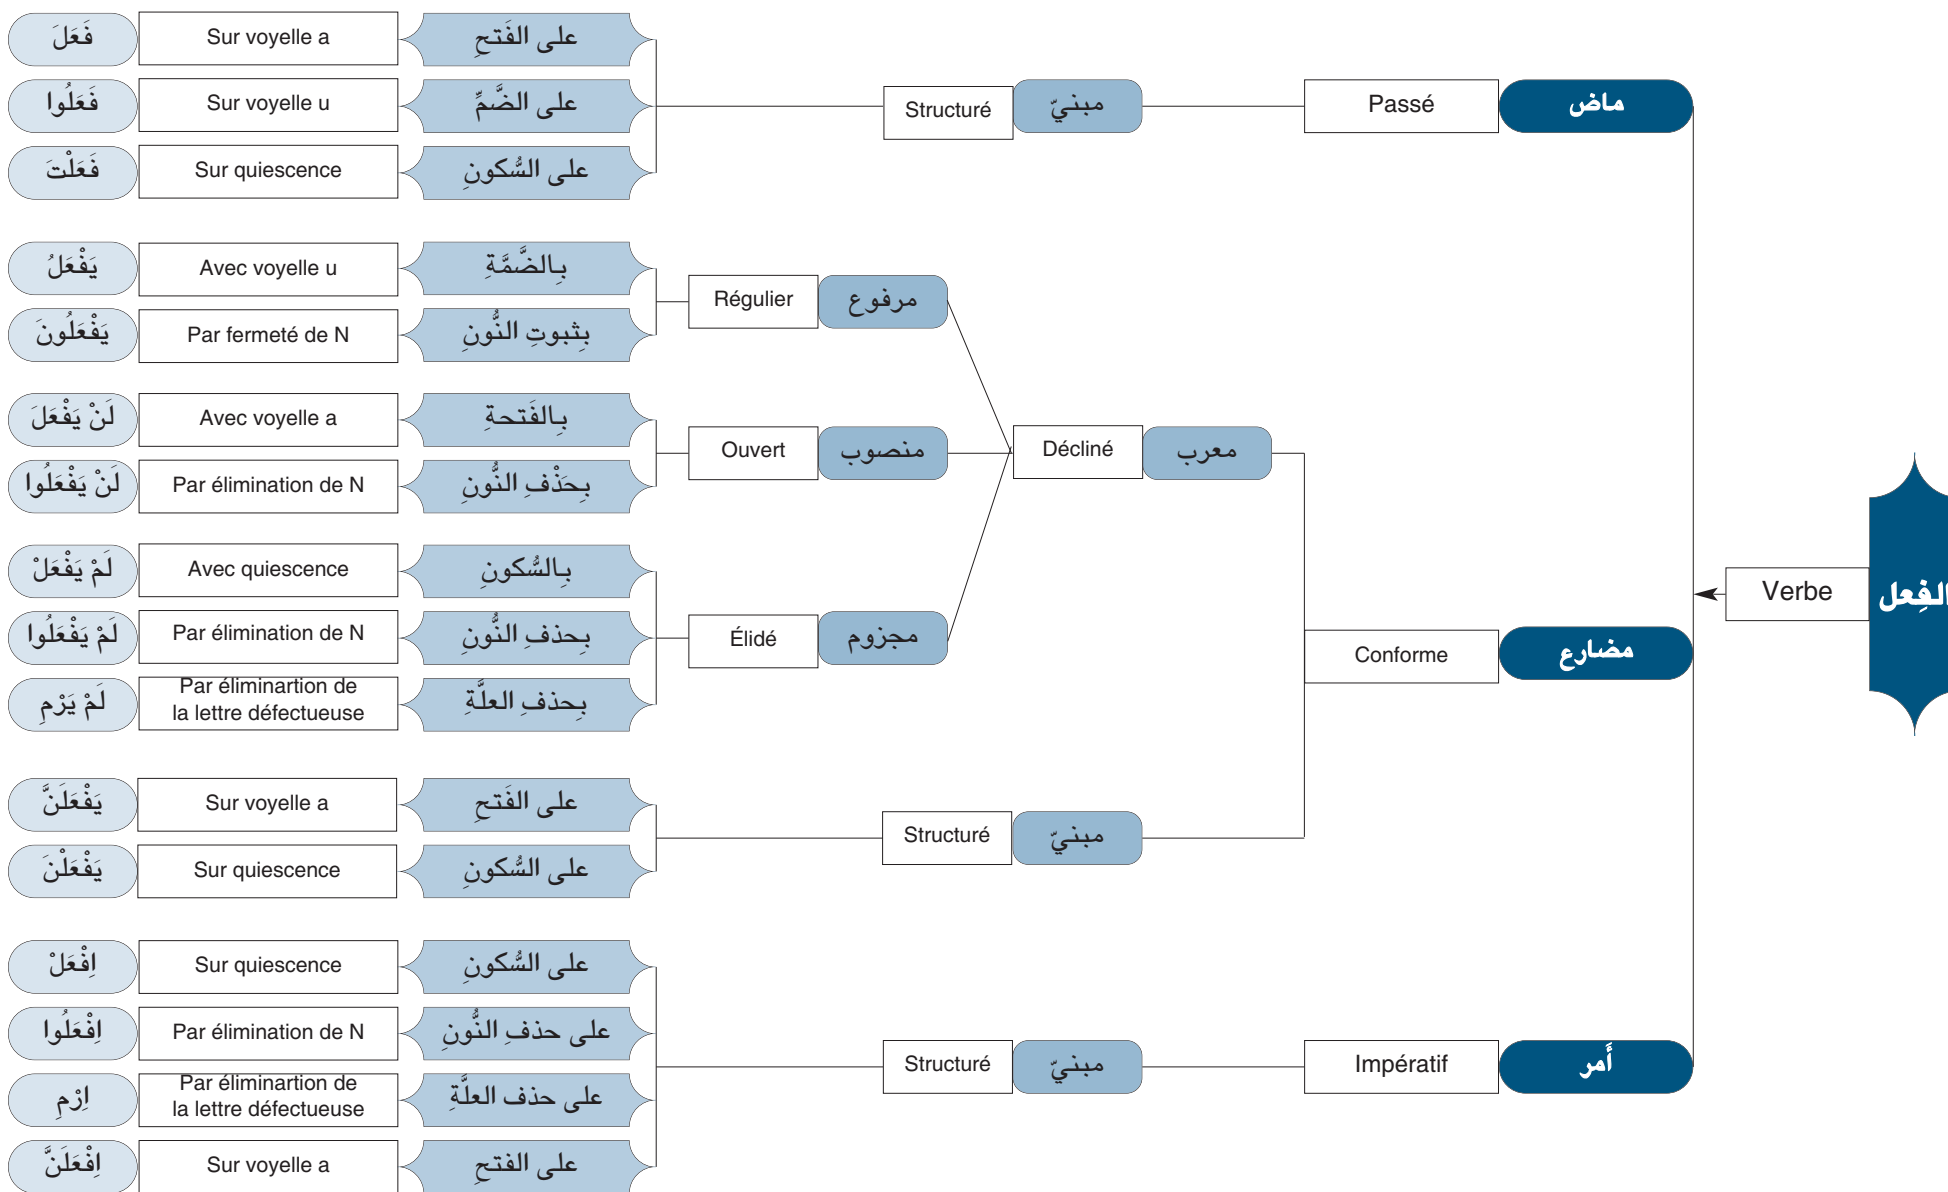 فَعَلَ Sur voyelle a على الفَتحِ
فَعَلُوا Sur voyelle u على الضَّمِّ Structuré مبنيّ Passé ماض
فَعَلْتَ Sur quiescence على السُّكونِ
يَفْعَلُ Avec voyelle u بِالضَّمَّةِ
Régulier مرفوع
يَفْعَلُونَ Par fermeté de N بِثبوتِ النُّونِ
لَنْ يَفْعَلَ Avec voyelle a بِالفَتحةِ
Ouvert منصوب Décliné معرب
لَنْ يَفْعَلُوا Par élimination de N بِحَذْفِ النُّونِ
لَمْ يَفْعَلْ Avec quiescence بِالسُّكونِ
Verbe الفِعل
لَمْ يَفْعَلُوا Par élimination de N بِحذفِ النُّونِ Élidé مجزوم Conforme مضارع
لَمْ يَرْمِ Par éliminartion de
la lettre défectueuse بِحذفِ العلَّةِ
يَفْعَلَنَّ Sur voyelle a على الفَتحِ
Structuré مبنيّ
يَفْعَلْنَ Sur quiescence على السُّكونِ
اِفْعَلْ Sur quiescence على السُّكونِ
اِفْعَلُوا Par élimination de N على حذفِ النُّونِ
Structuré مبنيّ Impératif أَمر
اِرْمِ Par éliminartion de
la lettre défectueuse على حذف العلَّةِ
اِفْعَلَنَّ Sur voyelle a على الفتحِ